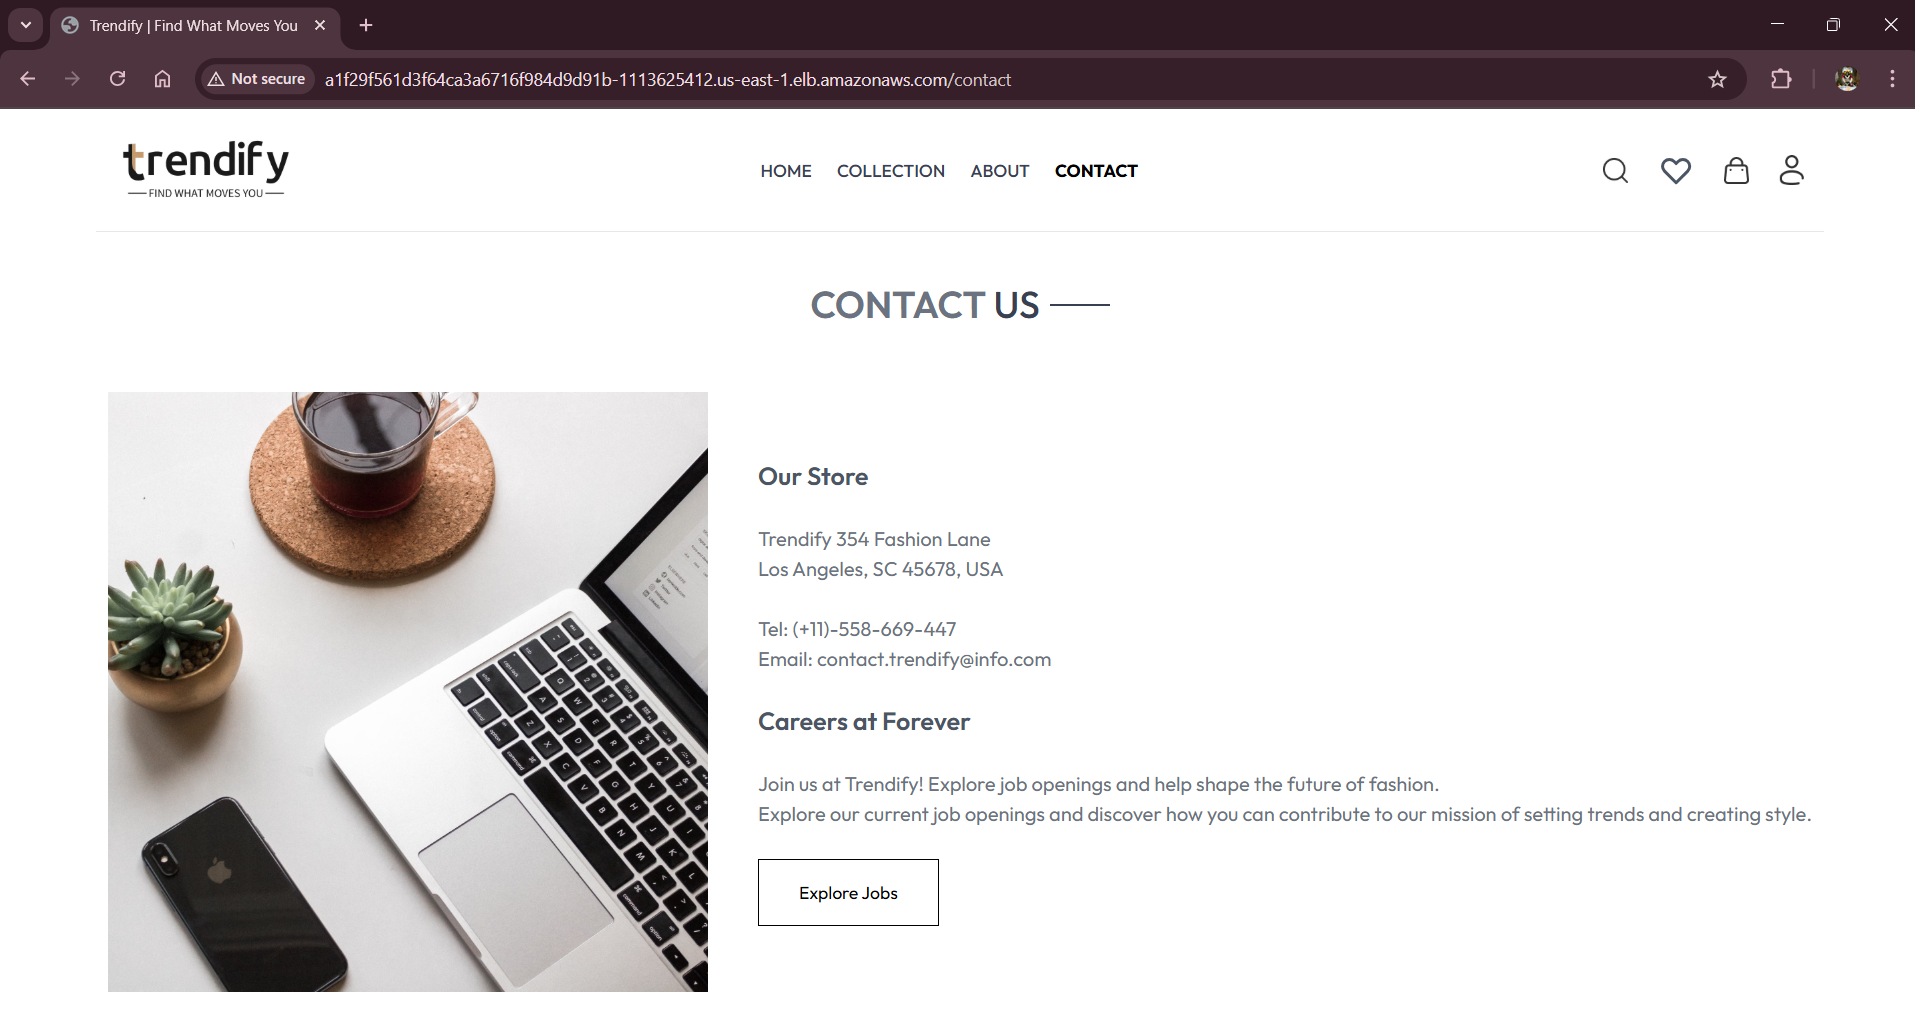 Trendify | Find What Moves You
Not secure
a1f29f561d3f64ca3a6716f984d9d91b-1113625412.us-east-1.elb.amazonaws.com/contact
trendify
FIND WHAT MOVES YOU
HOME
COLLECTION
ABOUT
CONTACT
CONTACT US
Our Store
Trendify 354 Fashion Lane
Los Angeles, SC 45678, USA
Tel: (+11)-558-669-447
Email: contact.trendify@info.com
Careers at Forever
Join us at Trendify! Explore job openings and help shape the future of fashion.
Explore our current job openings and discover how you can contribute to our mission of setting trends and creating style.
Explore Jobs